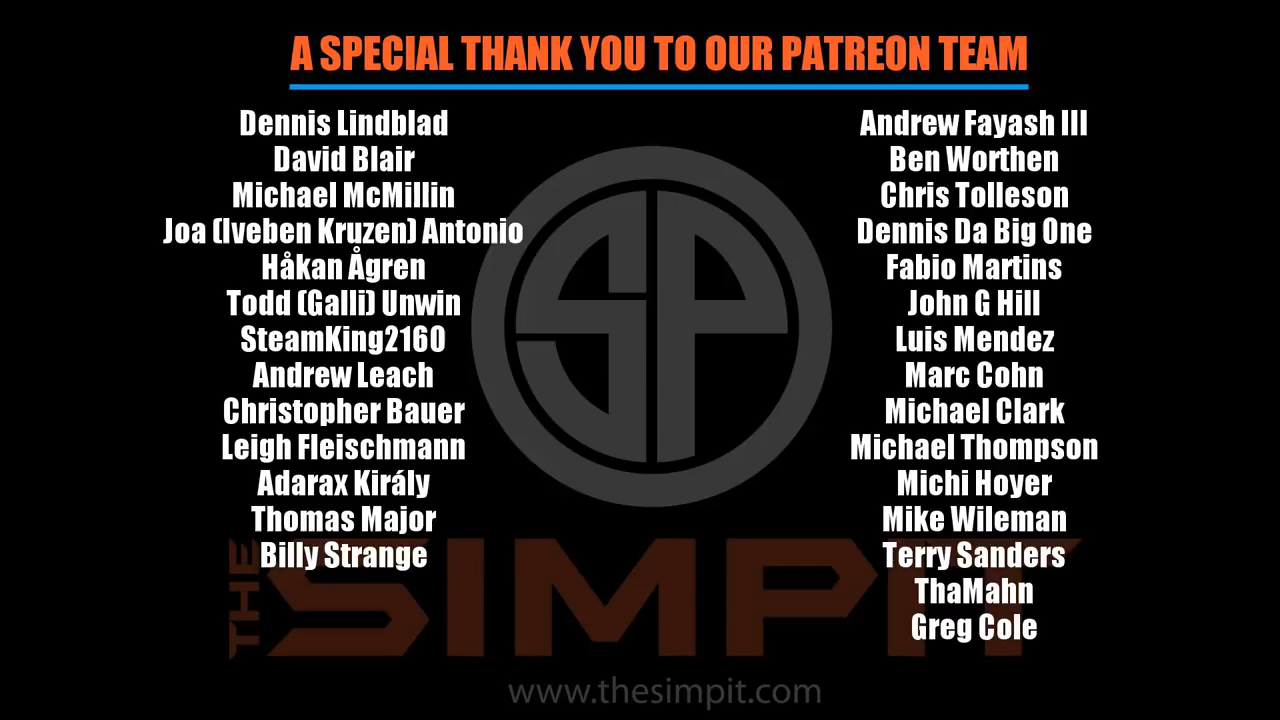 A SPECIAL THANK YOU TO OUR PATREON TEAM
Dennis Lindblad
David Blair
Michael McMillin
Joa (Iveben Kruzen) Antonio
Håkan Ågren
Todd (Galli) Unwin
SteamKing2160
Andrew Leach
Christopher Bauer
Leigh Fleischmann
Adarax Király
Thomas Major
Billy Strange
Andrew Fayash III
Ben Worthen
Chris Tolleson
Dennis Da Big One
Fabio Martins
John G Hill
Luis Mendez
Marc Cohn
Michael Clark
Michael Thompson
Michi Hoyer
Mike Wileman
Terry Sanders
ThaMahn
Greg Cole
SP
THE SIMPIT
www.thesimpit.com